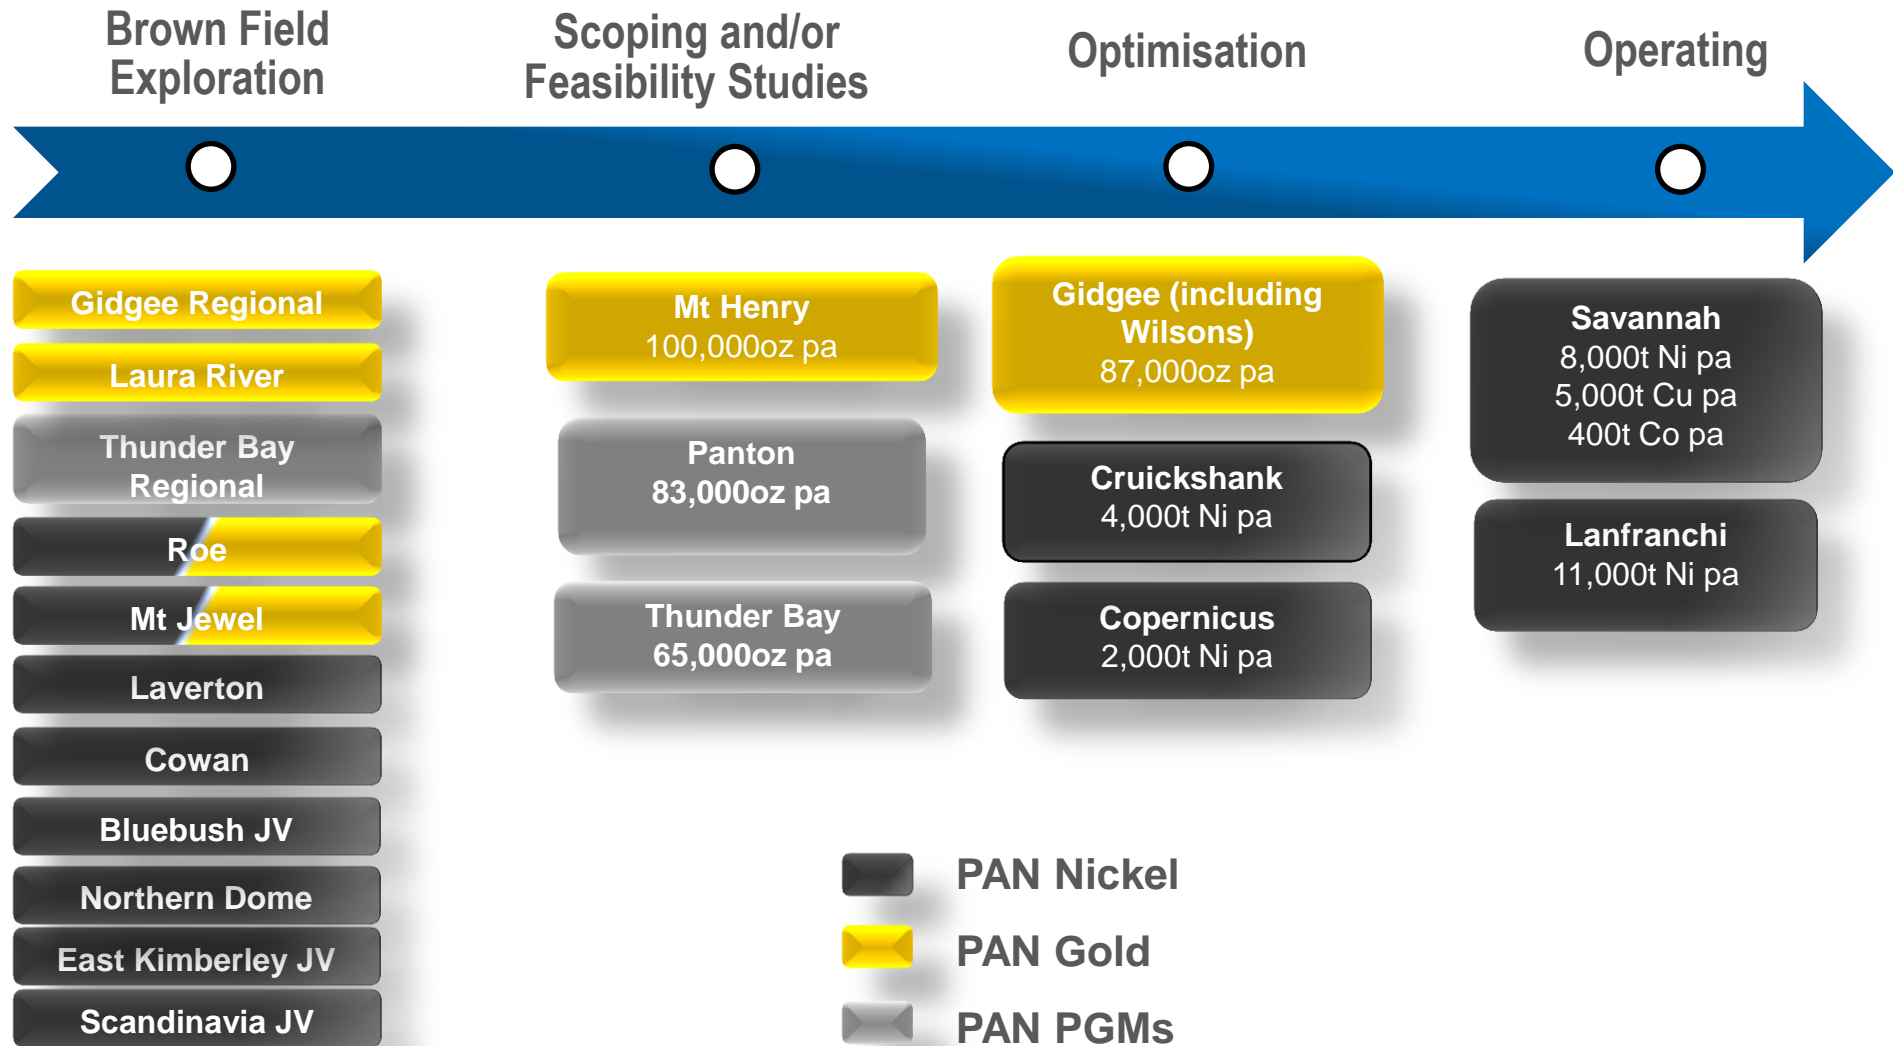 Brown Field
Exploration
Scoping and/or
Feasibility Studies
Optimisation
Operating
Gidgee Regional
Laura River
Thunder Bay
Regional
Roe
Mt Jewel
Laverton
Cowan
Bluebush JV
Northern Dome
East Kimberley JV
Scandinavia JV
Mt Henry
100,000oz pa
Panton
83,000oz pa
Thunder Bay
65,000oz pa
Gidgee (including
Wilsons)
87,000oz pa
Cruickshank
4,000t Ni pa
Copernicus
2,000t Ni pa
Savannah
8,000t Ni pa
5,000t Cu pa
400t Co pa
Lanfranchi
11,000t Ni pa
PAN Nickel
PAN Gold
PAN PGMs